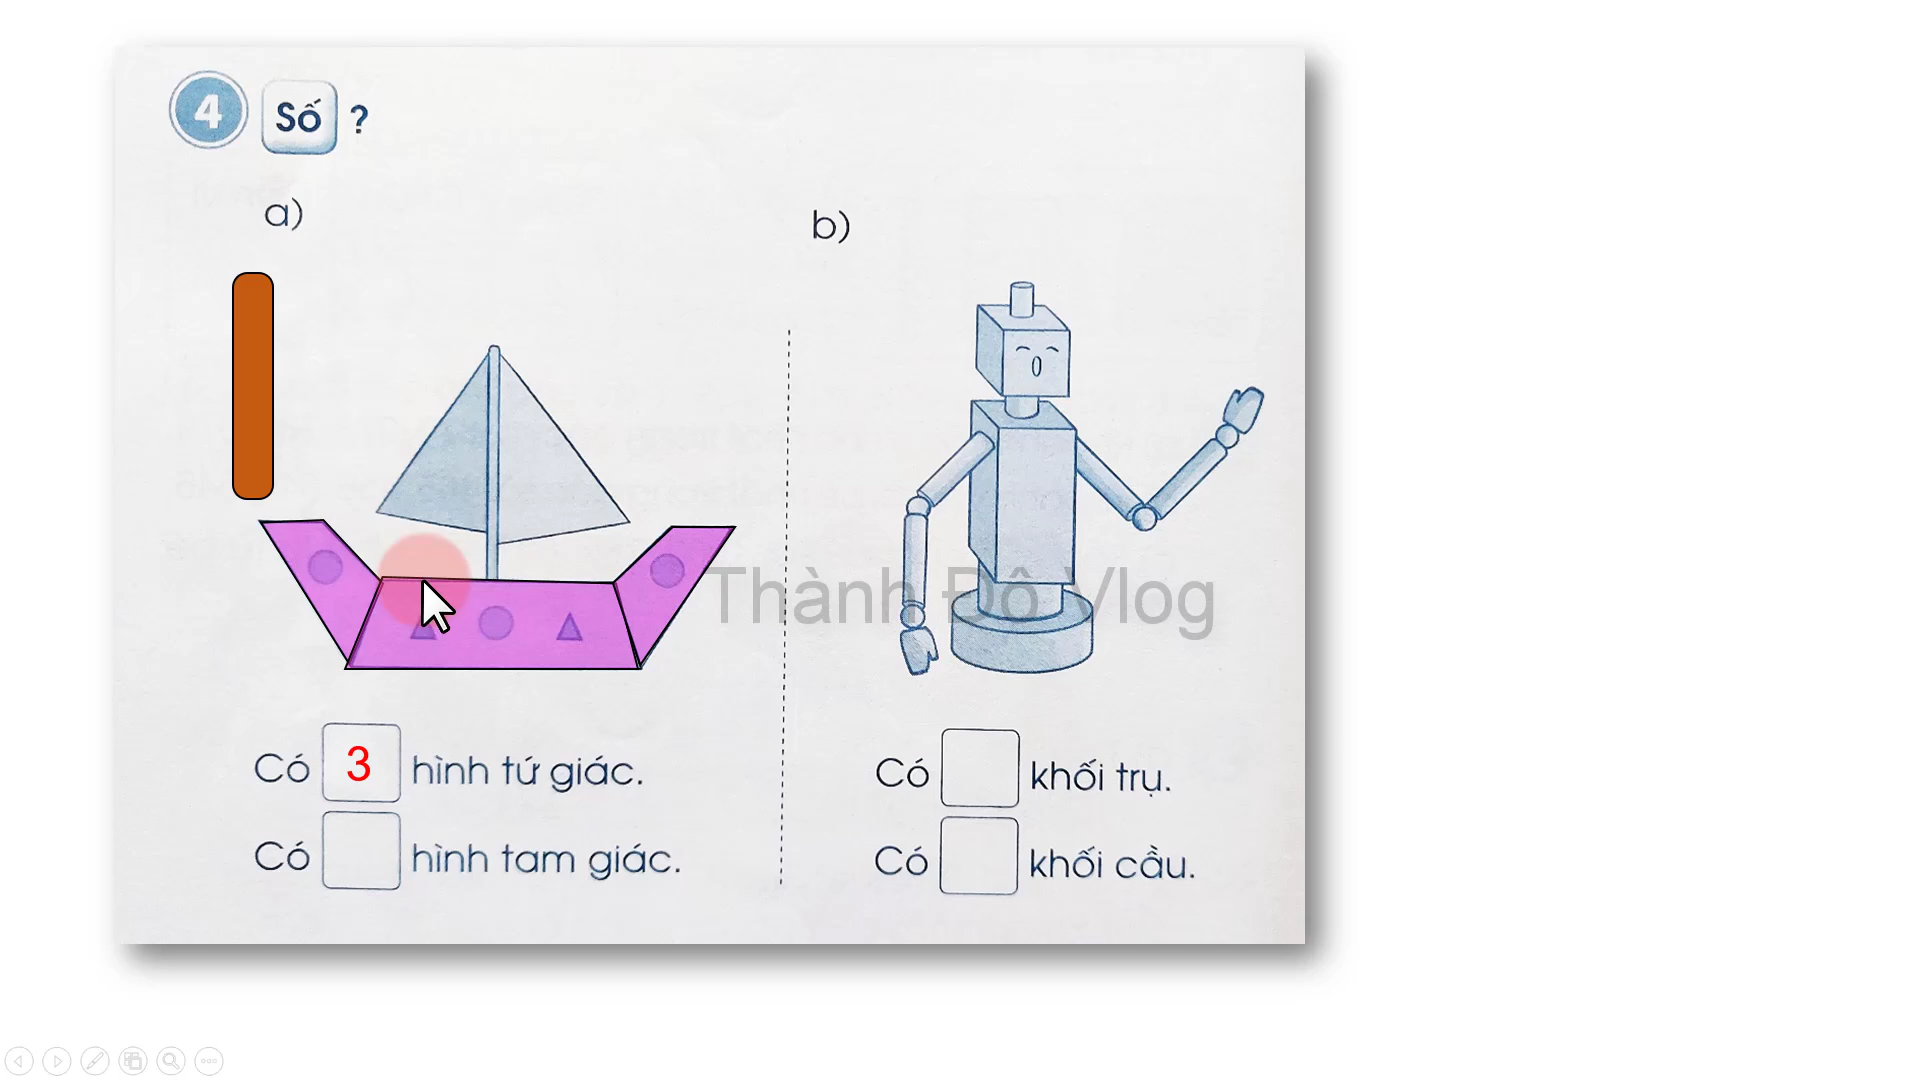 4 Số ?
a)
b)
Thành Đô Vlog
Có 3 hình tứ giác.
Có hình tam giác.
Có khối trụ.
Có khối cầu.